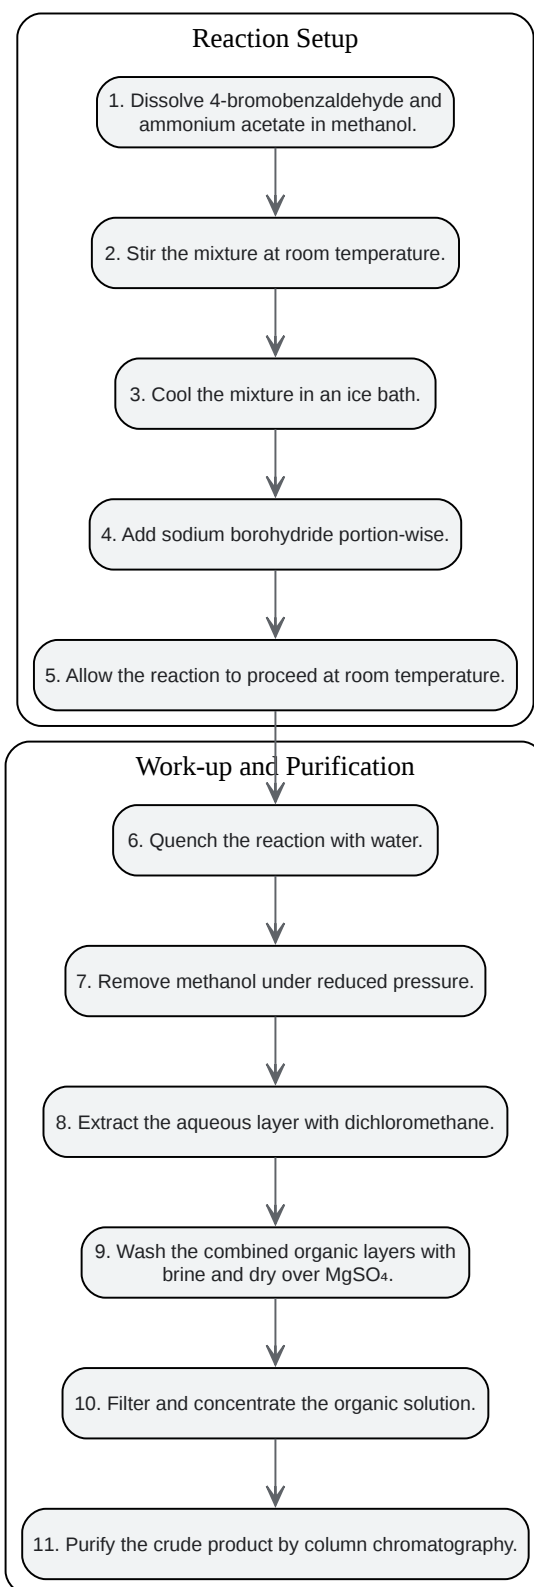 Reaction Setup
1. Dissolve 4-bromobenzaldehyde and
ammonium acetate in methanol.
2. Stir the mixture at room temperature.
3. Cool the mixture in an ice bath.
4. Add sodium borohydride portion-wise.
5. Allow the reaction to proceed at room temperature.
Work-up and Purification
6. Quench the reaction with water.
7. Remove methanol under reduced pressure.
8. Extract the aqueous layer with dichloromethane.
9. Wash the combined organic layers with
brine and dry over MgSO₄.
10. Filter and concentrate the organic solution.
11. Purify the crude product by column chromatography.